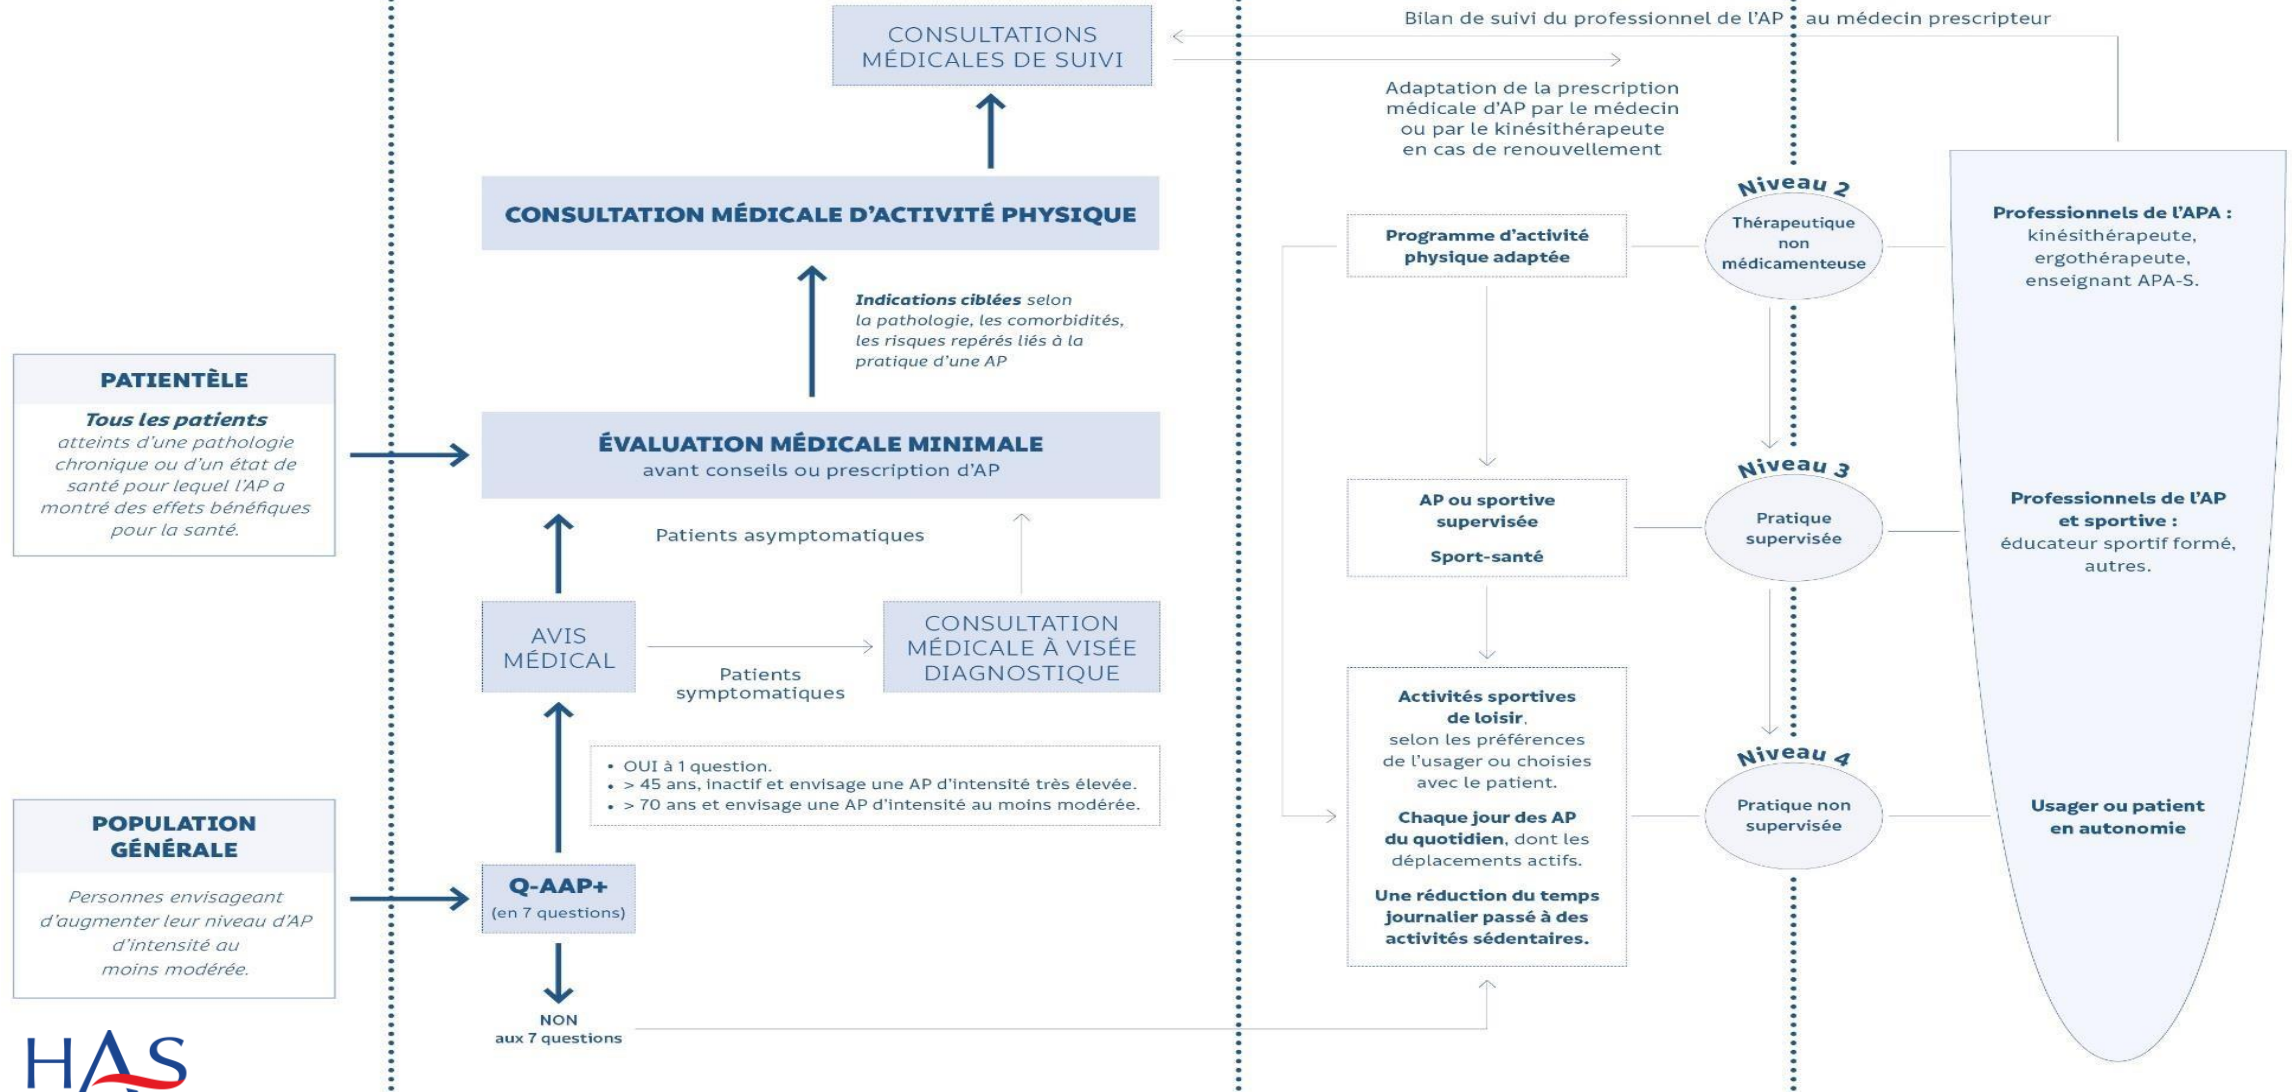 CONSULTATIONS
MÉDICALES DE SUIVI
Bilan de suivi du professionnel de l'AP au médecin prescripteur
Adaptation de la prescription
médicale d'AP par le médecin
ou par le kinésithérapeute
en cas de renouvellement
CONSULTATION MÉDICALE D'ACTIVITÉ PHYSIQUE
Indications ciblées selon
la pathologie, les comorbidités,
les risques repérés liés à la
pratique d'une AP
PATIENTÈLE
Tous les patients
atteints d'une pathologie
chronique ou d'un état de
santé pour lequel l'AP a
montré des effets bénéfiques
pour la santé.
ÉVALUATION MÉDICALE MINIMALE
avant conseils ou prescription d'AP
Patients asymptomatiques
AVIS
MÉDICAL
Patients
symptomatiques
CONSULTATION
MÉDICALE À VISÉE
DIAGNOSTIQUE
• OUI à 1 question.
• > 45 ans, inactif et envisage une AP d'intensité très élevée.
• > 70 ans et envisage une AP d'intensité au moins modérée.
POPULATION
GÉNÉRALE
Personnes envisageant
d'augmenter leur niveau d'AP
d'intensité au
moins modérée.
Q-AAP+
(en 7 questions)
NON
aux 7 questions
HAS
Programme d'activité
physique adaptée
Niveau 2
Thérapeutique
non
médicamenteuse
Professionnels de l'APA :
kinésithérapeute,
ergothérapeute,
enseignant APA-S.
AP ou sportive
supervisée
Sport-santé
Niveau 3
Pratique
supervisée
Professionnels de l'AP
et sportive :
éducateur sportif formé,
autres.
Activités sportives
de loisir,
selon les préférences
de l'usager ou choisies
avec le patient.
Chaque jour des AP
du quotidien, dont les
déplacements actifs.
Une réduction du temps
journalier passé à des
activités sédentaires.
Niveau 4
Pratique non
supervisée
Usager ou patient
en autonomie